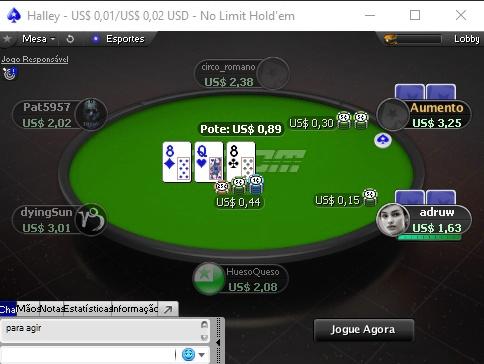 Halley - US$ 0,01/US$ 0,02 USD - No Limit Hold'em
Mesa
Esportes
Lobby
Jogo Responsável
circo_romano
US$ 2,38
Pat5957
US$ 2,02
Aumento
US$ 3,25
US$ 0,30
Pote: US$ 0,89
8 Q 8
US$ 0,44
US$ 0,15
dyingSun
US$ 3,01
adruw
US$ 1,63
HuesoQueso
US$ 2,08
Cha Mãos Notas Estatísticas Informação
para agir
Jogue Agora